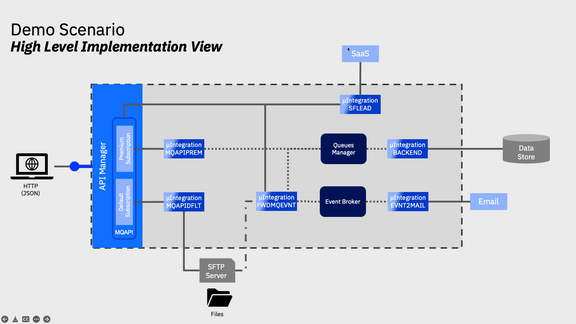 Demo Scenario
High Level Implementation View
SaaS
µIntegration
SFLEAD
API Manager
Premium
Subscription
Default
Subscription
MQAPI
µIntegration
MQAPIPREM
Queues
Manager
µIntegration
BACKEND
Data
Store
HTTP
(JSON)
µIntegration
MQAPIDFLT
µIntegration
FWDMQEVNT
Event Broker
µIntegration
EVNT2MAIL
Email
SFTP
Server
Files